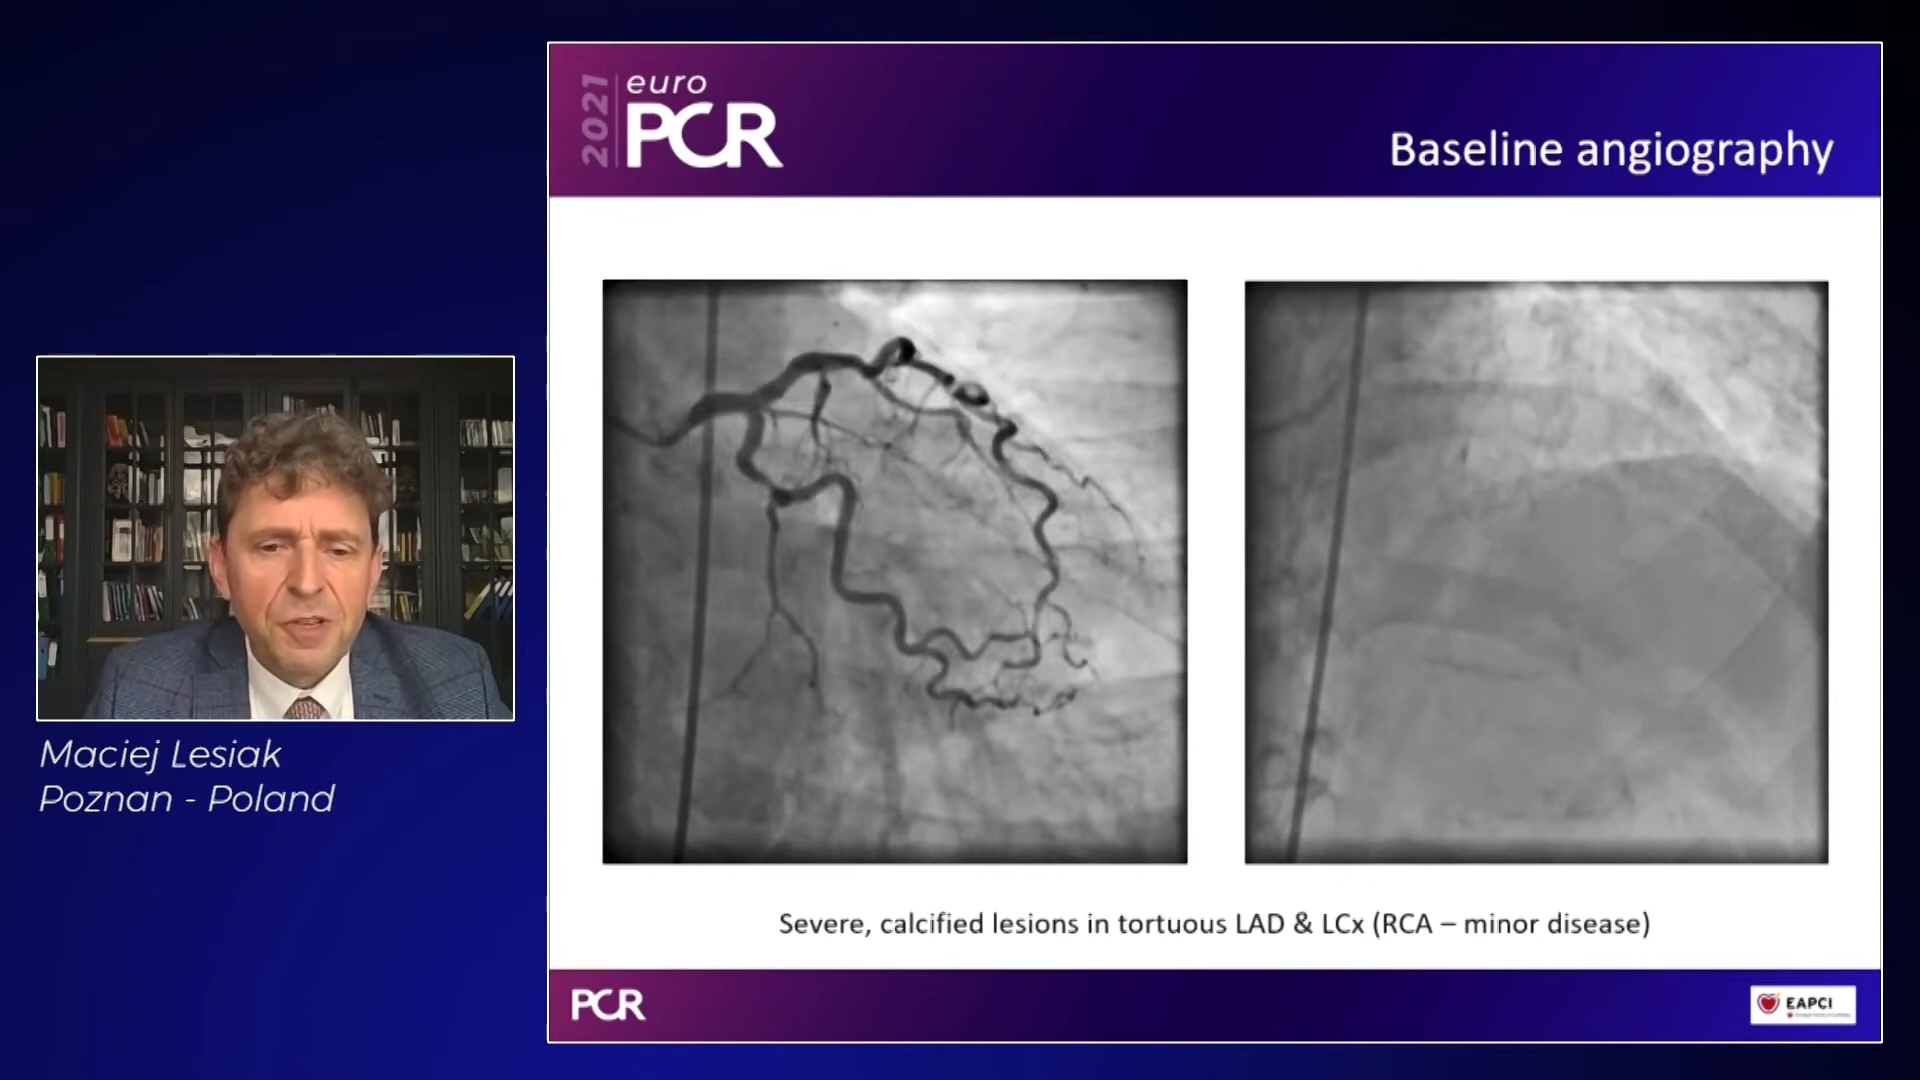 2021
euro
PCR
Baseline angiography
Maciej Lesiak
Poznan - Poland
Severe, calcified lesions in tortuous LAD & LCx (RCA – minor disease)
PCR
EAPCI